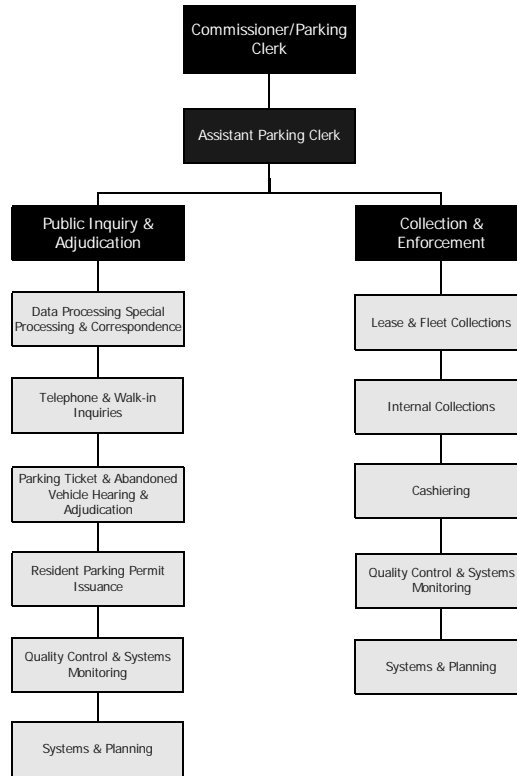 Commissioner/Parking
Clerk
Assistant Parking Clerk
Public Inquiry &
Adjudication
Data Processing Special
Processing & Correspondence
Telephone & Walk-in
Inquiries
Parking Ticket & Abandoned
Vehicle Hearing &
Adjudication
Resident Parking Permit
Issuance
Quality Control & Systems
Monitoring
Systems & Planning
Collection &
Enforcement
Lease & Fleet Collections
Internal Collections
Cashiering
Quality Control & Systems
Monitoring
Systems & Planning